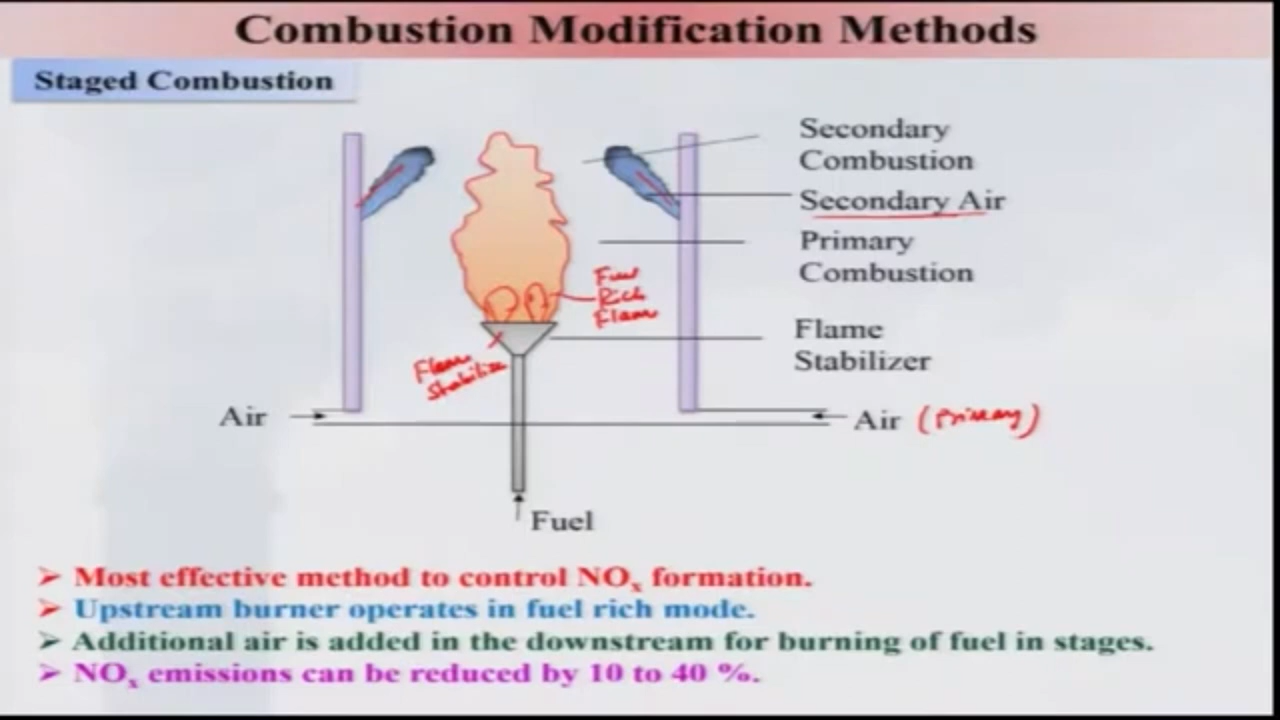 Combustion Modification Methods
Staged Combustion
Secondary
Combustion
Secondary Air
Primary
Combustion
Fuel
Rich
Flam
Flame
Stabilizer
Flame
Stabilize
Air
Air (Primary)
Fuel
➢ Most effective method to control NOx formation.
➢ Upstream burner operates in fuel rich mode.
➢ Additional air is added in the downstream for burning of fuel in stages.
➢ NOx emissions can be reduced by 10 to 40 %.